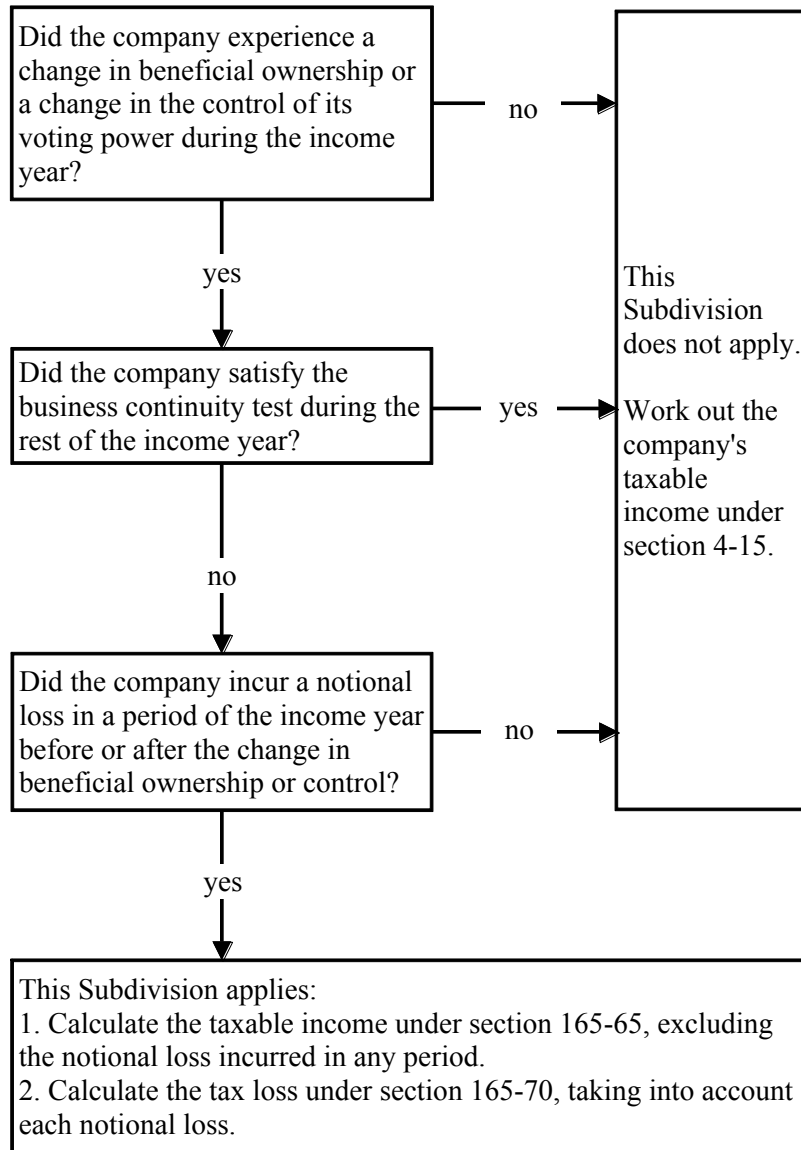 Did the company experience a
change in beneficial ownership or
a change in the control of its
voting power during the income
year?
no
yes
Did the company satisfy the
business continuity test during the
rest of the income year?
yes
no
Did the company incur a notional
loss in a period of the income year
before or after the change in
beneficial ownership or control?
no
yes
This
Subdivision
does not apply.
Work out the
company's
taxable
income under
section 4-15.
This Subdivision applies:
1. Calculate the taxable income under section 165-65, excluding
the notional loss incurred in any period.
2. Calculate the tax loss under section 165-70, taking into account
each notional loss.